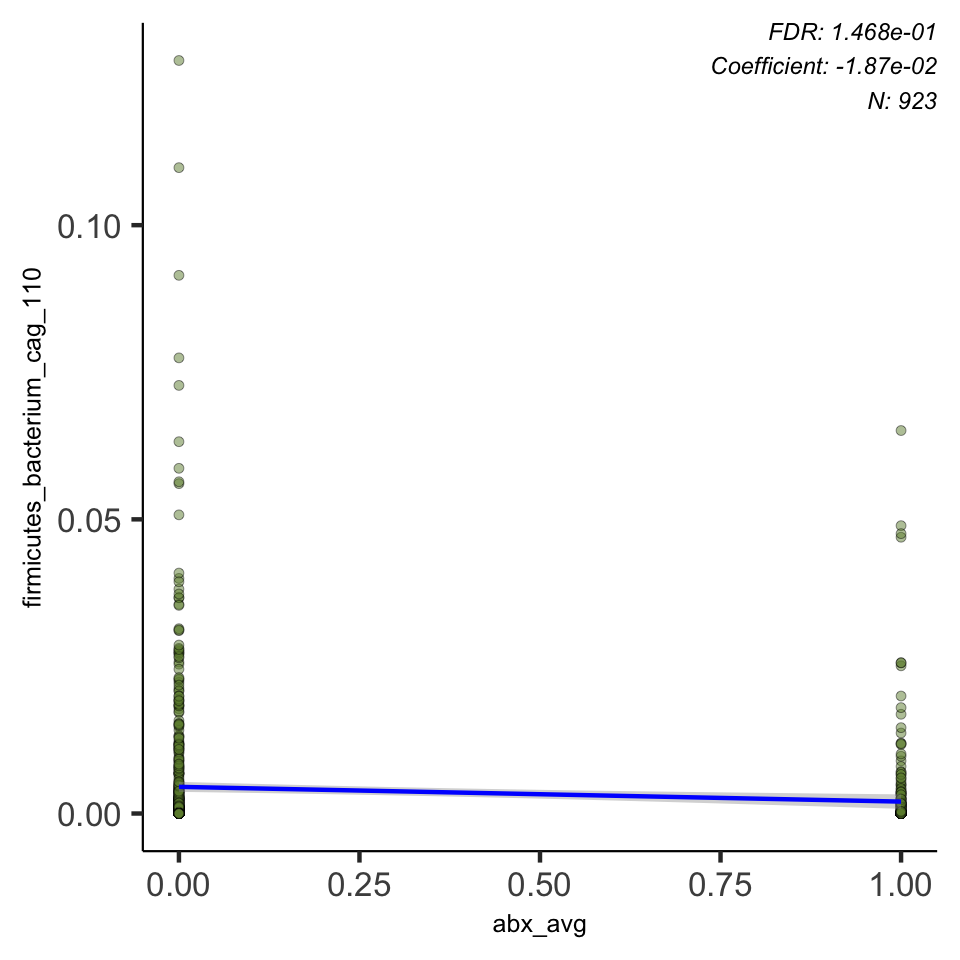 FDR: 1.468e-01
Coefficient: -1.87e-02
N: 923
0.10
0.05
0.00
firmicutes_bacterium_cag_110
0.00 0.25 0.50 0.75 1.00
abx_avg